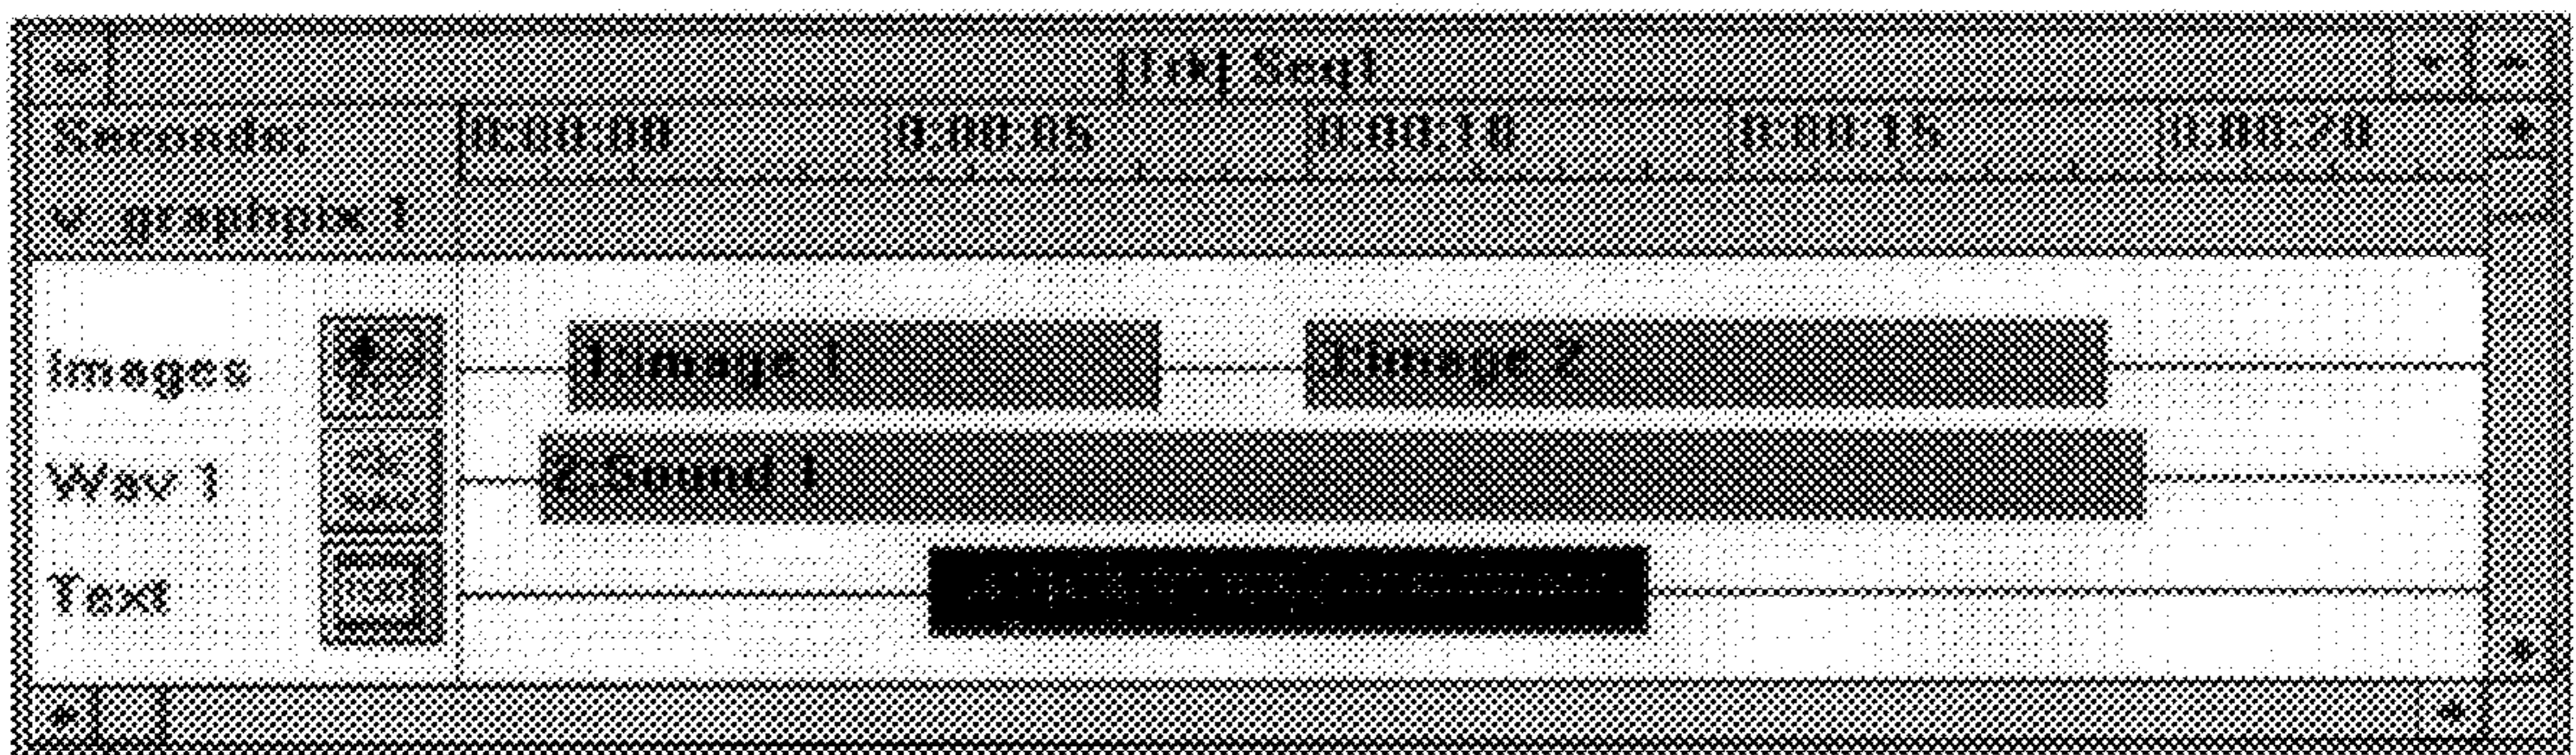 [Trk] Seq1
Seconds: 0:00:00 0:00:05 0:00:10 0:00:15 0:00:20
graphpix 1
Images 1:Image 1 3:Image 2
Wav 1 2:Sound 1
Text